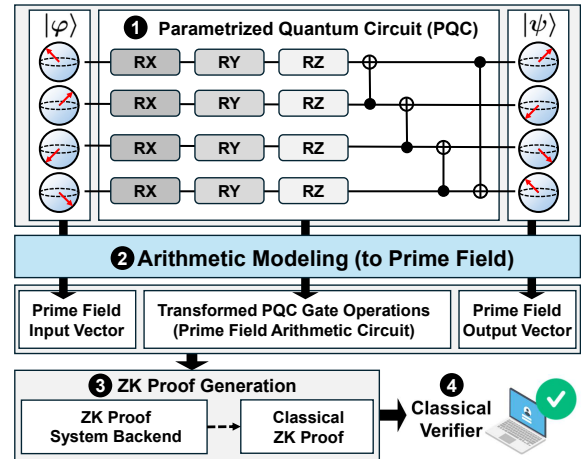 |φ⟩
1 Parametrized Quantum Circuit (PQC)
|ψ⟩
RX RY RZ
RX RY RZ
RX RY RZ
RX RY RZ
2 Arithmetic Modeling (to Prime Field)
Prime Field
Input Vector
Transformed PQC Gate Operations
(Prime Field Arithmetic Circuit)
Prime Field
Output Vector
3 ZK Proof Generation
ZK Proof
System Backend
Classical
ZK Proof
4
Classical
Verifier